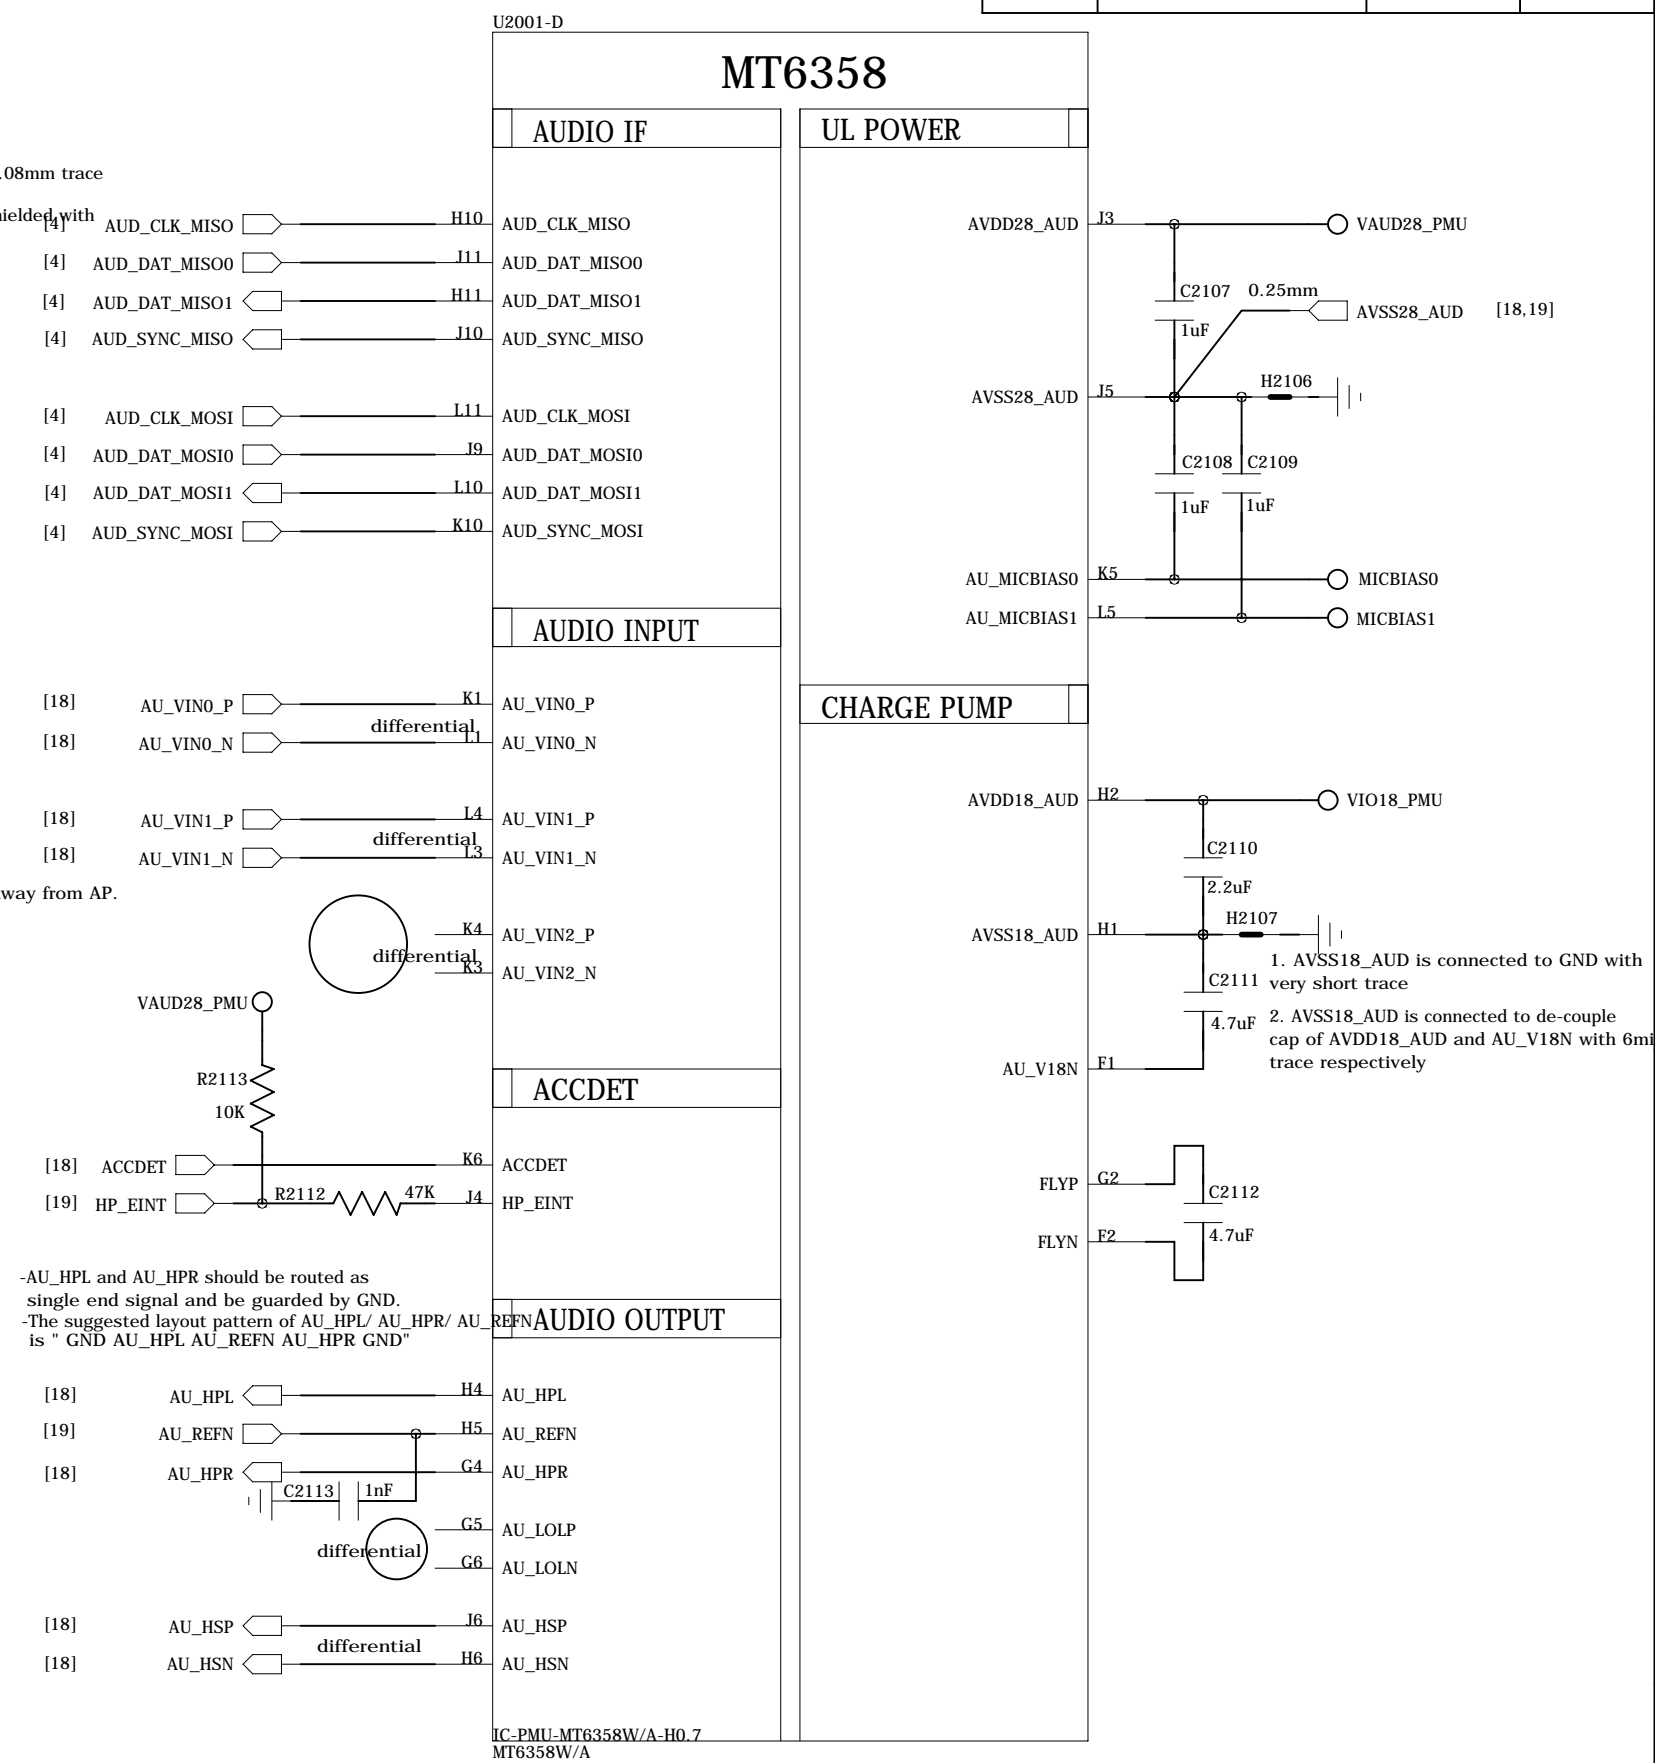 U2001-D
MT6358
AUDIO IF
UL POWER
.08mm trace
ielded with
[4] AUD_CLK_MISO H10 AUD_CLK_MISO
[4] AUD_DAT_MISO0 J11 AUD_DAT_MISO0
[4] AUD_DAT_MISO1 H11 AUD_DAT_MISO1
[4] AUD_SYNC_MISO J10 AUD_SYNC_MISO
[4] AUD_CLK_MOSI L11 AUD_CLK_MOSI
[4] AUD_DAT_MOSI0 J9 AUD_DAT_MOSI0
[4] AUD_DAT_MOSI1 L10 AUD_DAT_MOSI1
[4] AUD_SYNC_MOSI K10 AUD_SYNC_MOSI
AVDD28_AUD J3 VAUD28_PMU
C2107 0.25mm
1uF
AVSS28_AUD [18,19]
AVSS28_AUD J5 H2106
C2108 C2109
1uF 1uF
AU_MICBIAS0 K5 MICBIAS0
AU_MICBIAS1 L5 MICBIAS1
AUDIO INPUT
[18] AU_VIN0_P K1 AU_VIN0_P
differential
[18] AU_VIN0_N L1 AU_VIN0_N
[18] AU_VIN1_P L4 AU_VIN1_P
differential
[18] AU_VIN1_N L3 AU_VIN1_N
way from AP.
K4 AU_VIN2_P
differential
K3 AU_VIN2_N
CHARGE PUMP
AVDD18_AUD H2 VIO18_PMU
C2110
2.2uF
AVSS18_AUD H1 H2107
1. AVSS18_AUD is connected to GND with
very short trace
C2111
4.7uF
2. AVSS18_AUD is connected to de-couple
cap of AVDD18_AUD and AU_V18N with 6mi
trace respectively
AU_V18N F1
FLYP G2
C2112
4.7uF
FLYN F2
VAUD28_PMU
R2113
10K
ACCDET
[18] ACCDET K6 ACCDET
[19] HP_EINT R2112 47K J4 HP_EINT
-AU_HPL and AU_HPR should be routed as
single end signal and be guarded by GND.
-The suggested layout pattern of AU_HPL/ AU_HPR/ AU_REFN
is " GND AU_HPL AU_REFN AU_HPR GND"
AUDIO OUTPUT
[18] AU_HPL H4 AU_HPL
[19] AU_REFN H5 AU_REFN
[18] AU_HPR G4 AU_HPR
C2113 1nF
G5 AU_LOLP
differential
G6 AU_LOLN
[18] AU_HSP J6 AU_HSP
differential
[18] AU_HSN H6 AU_HSN
IC-PMU-MT6358W/A-H0.7
MT6358W/A